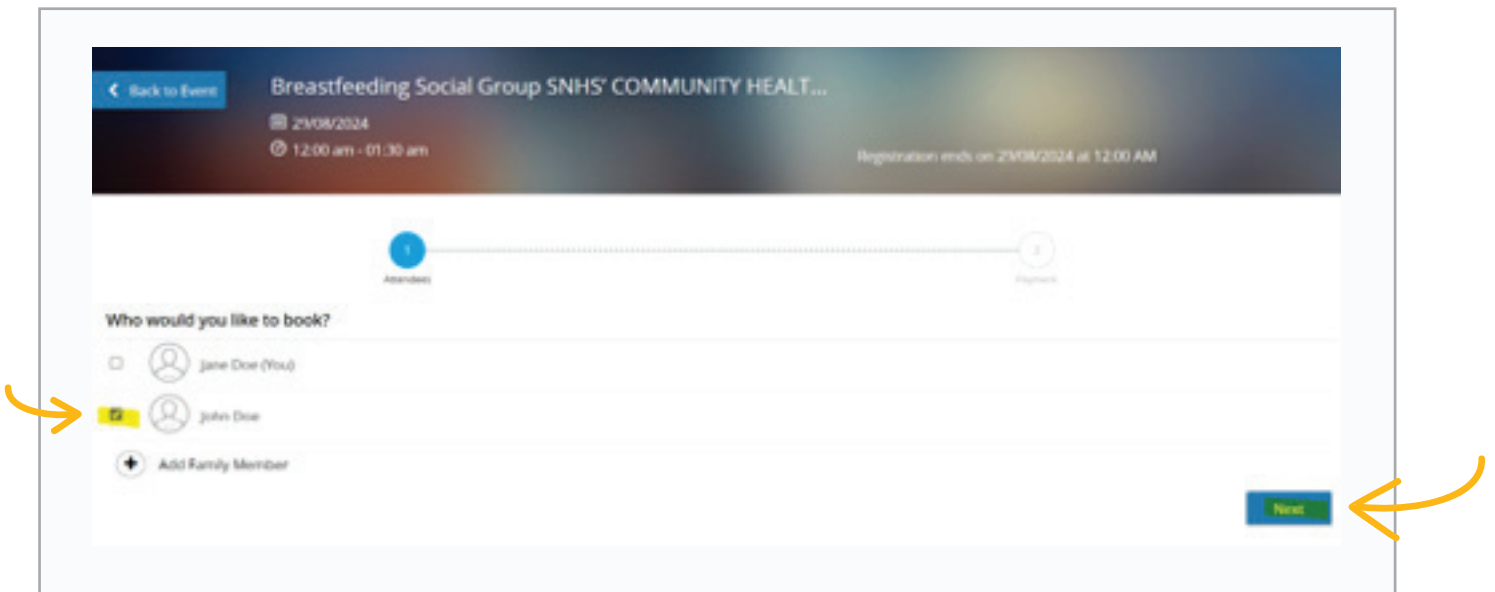 Back to Event
Breastfeeding Social Group SNHS' COMMUNITY HEALT...
29/08/2024
12:00 am - 01:30 am
Registration ends on 29/08/2024 at 12:00 AM
1
2
Attendees
Payment
Who would you like to book?
Jane Doe (You)
John Doe
Add Family Member
Next